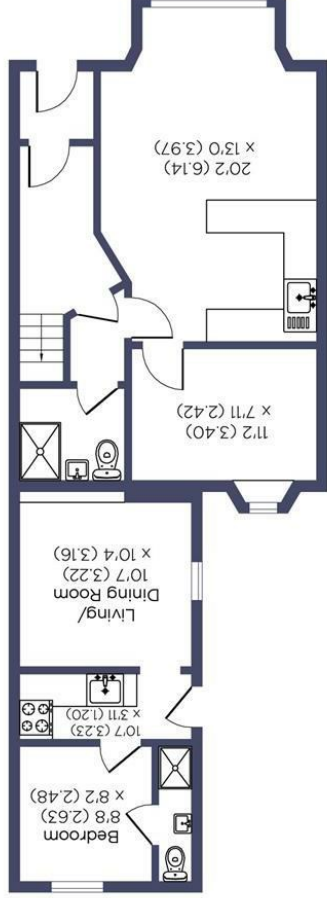 Bedroom
8'8 (2.63)
x 8'2 (2.48)
10'7 (3.23)
x 3'11 (1.20)
Living/
Dining Room
10'7 (3.22)
x 10'4 (3.16)
11'2 (3.40)
x 7'11 (2.42)
20'2 (6.14)
x 13'0 (3.97)